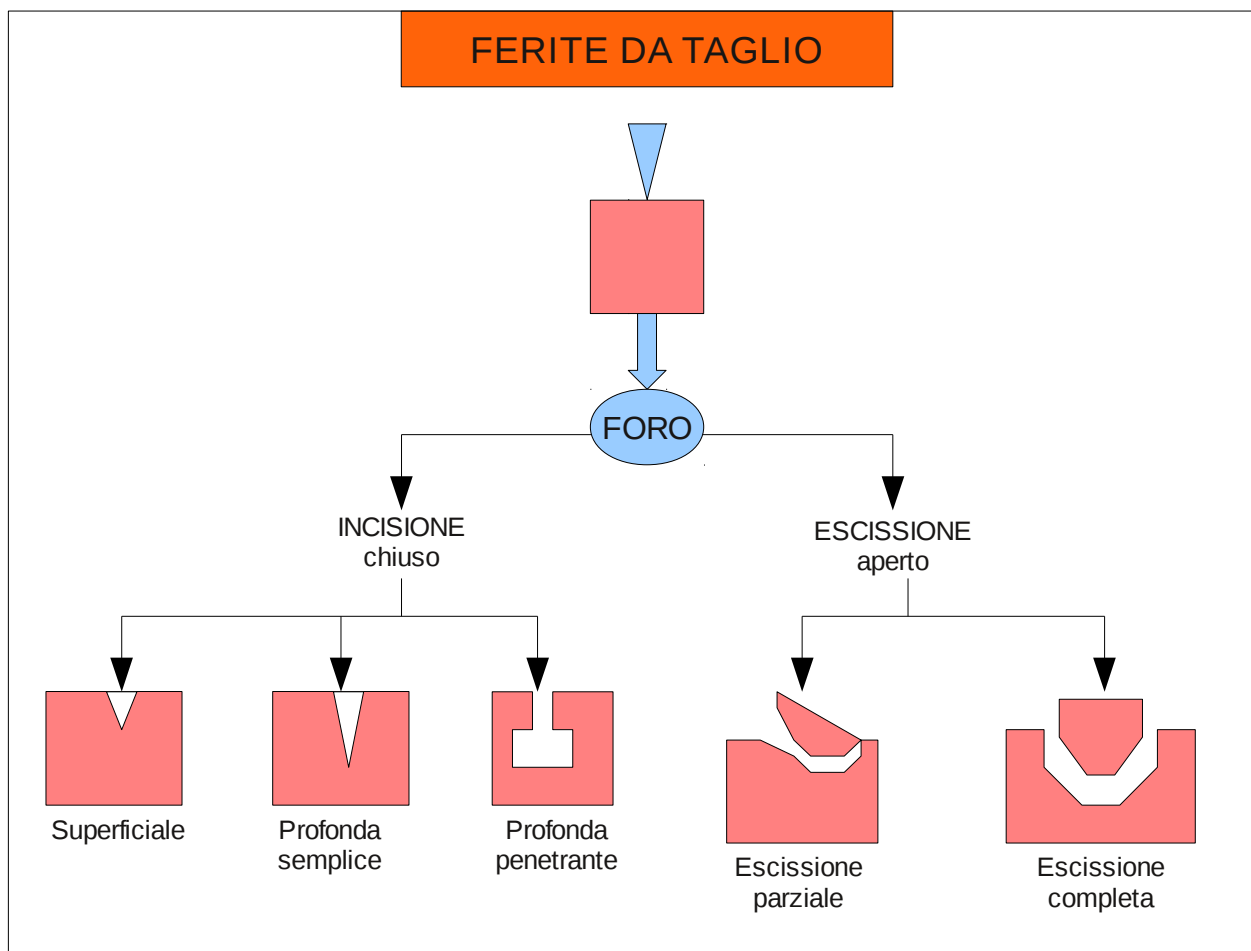 FERITE DA TAGLIO
FORO
INCISIONE
chiuso
ESCISSIONE
aperto
Superficiale
Profonda
semplice
Profonda
penetrante
Escissione
parziale
Escissione
completa